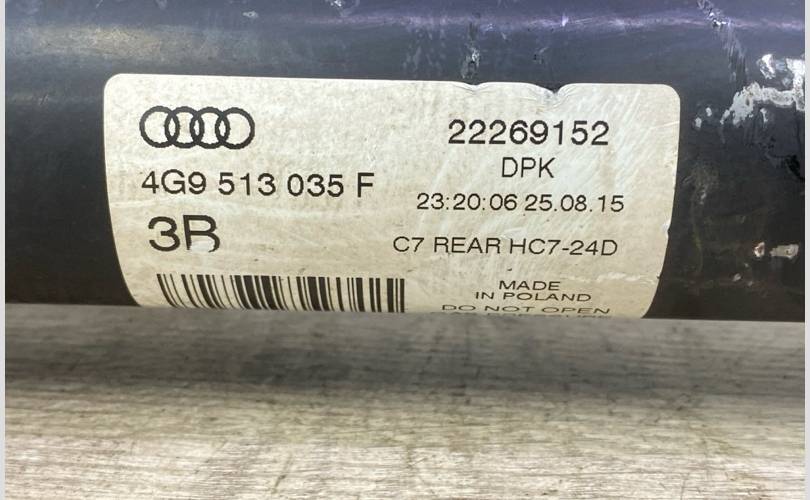 4G9 513 035 F
3R
22269152
DPK
23:20:06 25.08.15
C7 REAR HC7-24D
MADE
IN POLAND
DO NOT OPEN